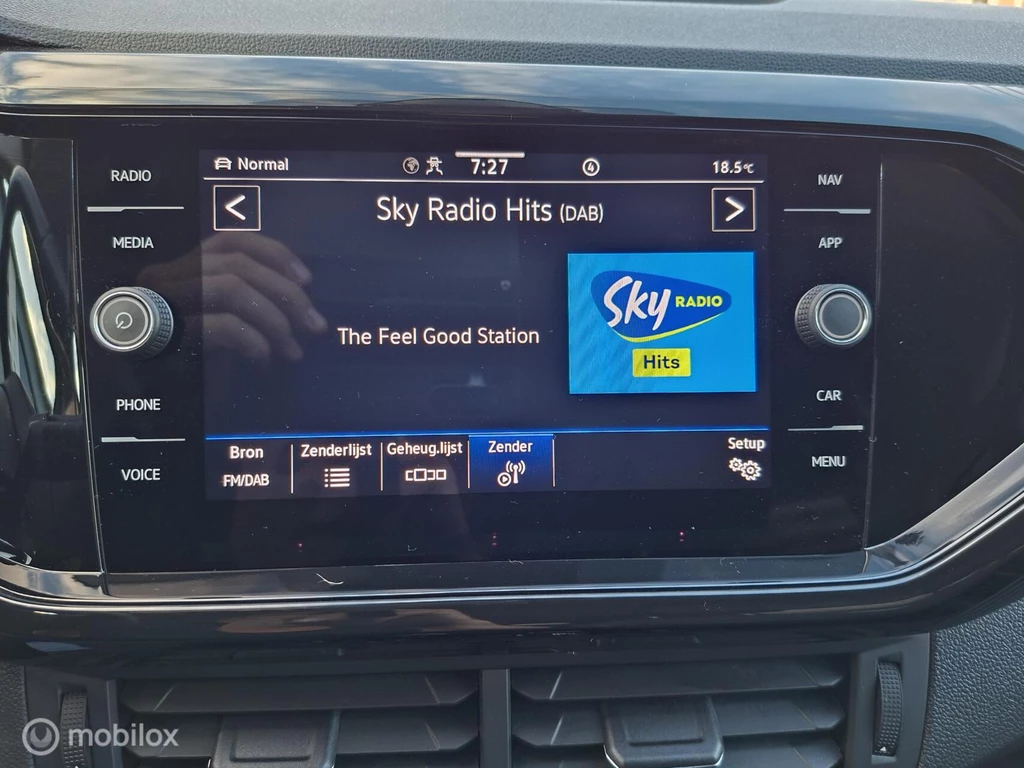 RADIO
MEDIA
PHONE
VOICE
Normal
7:27
4
18.5°C
< Sky Radio Hits (DAB) >
The Feel Good Station
Sky RADIO
Hits
Bron
FM/DAB
Zenderlijst
Geheug.lijst
Zender
Setup
NAV
APP
CAR
MENU
mobilox